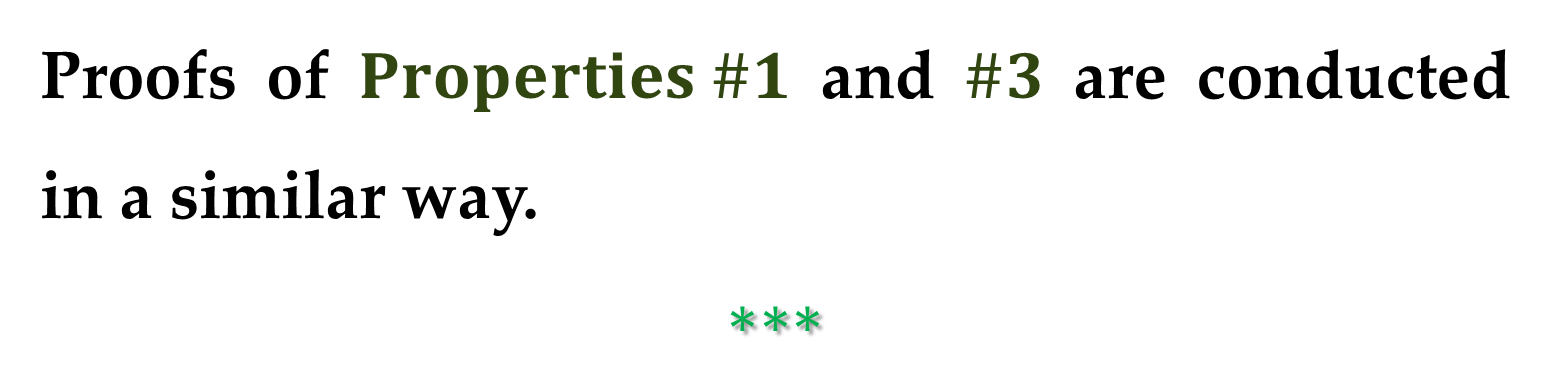 Proofs of Properties #1 and #3 are conducted
in a similar way.
***